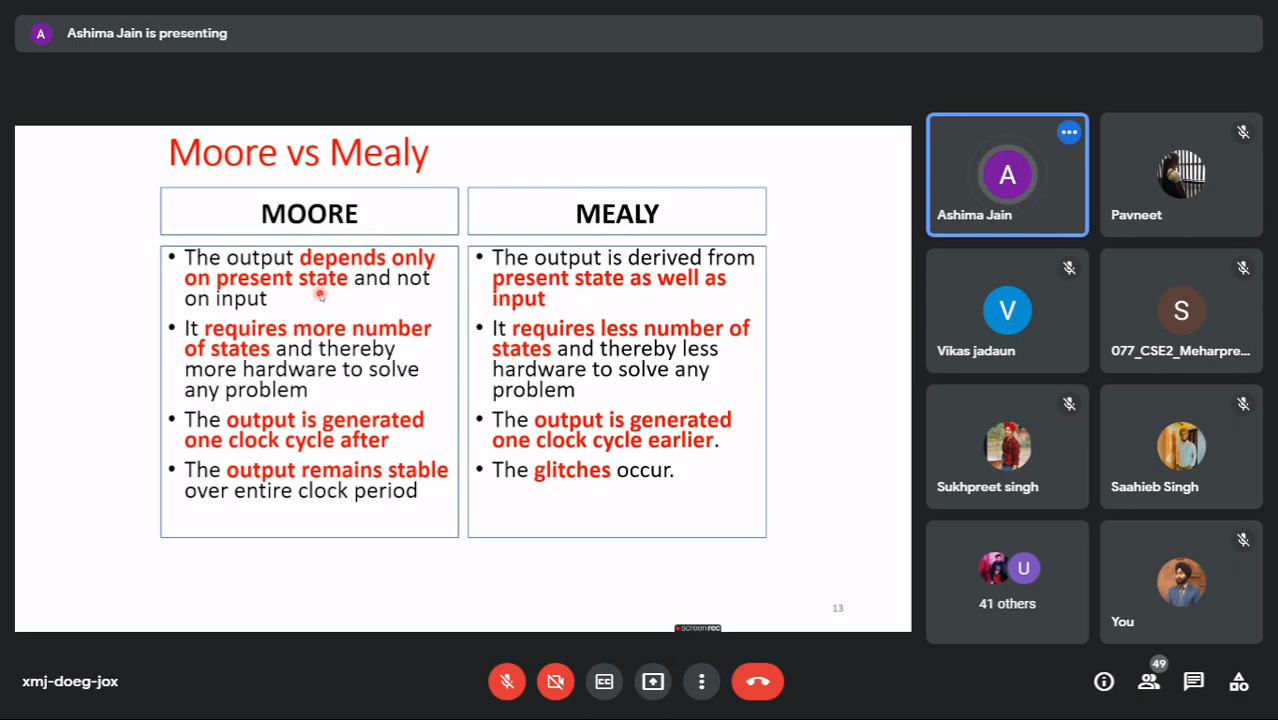 A
Ashima Jain is presenting
Moore vs Mealy
MOORE
• The output depends only
on present state and not
on input
• It requires more number
of states and thereby
more hardware to solve
any problem
• The output is generated
one clock cycle after
• The output remains stable
over entire clock period
MEALY
• The output is derived from
present state as well as
input
• It requires less number of
states and thereby less
hardware to solve any
problem
• The output is generated
one clock cycle earlier.
• The glitches occur.
13
screenrec
A
Ashima Jain
Pavneet
V
Vikas jadaun
S
077_CSE2_Meharpre...
Sukhpreet singh
Saahieb Singh
U
41 others
You
xmj-doeg-jox
CC
49